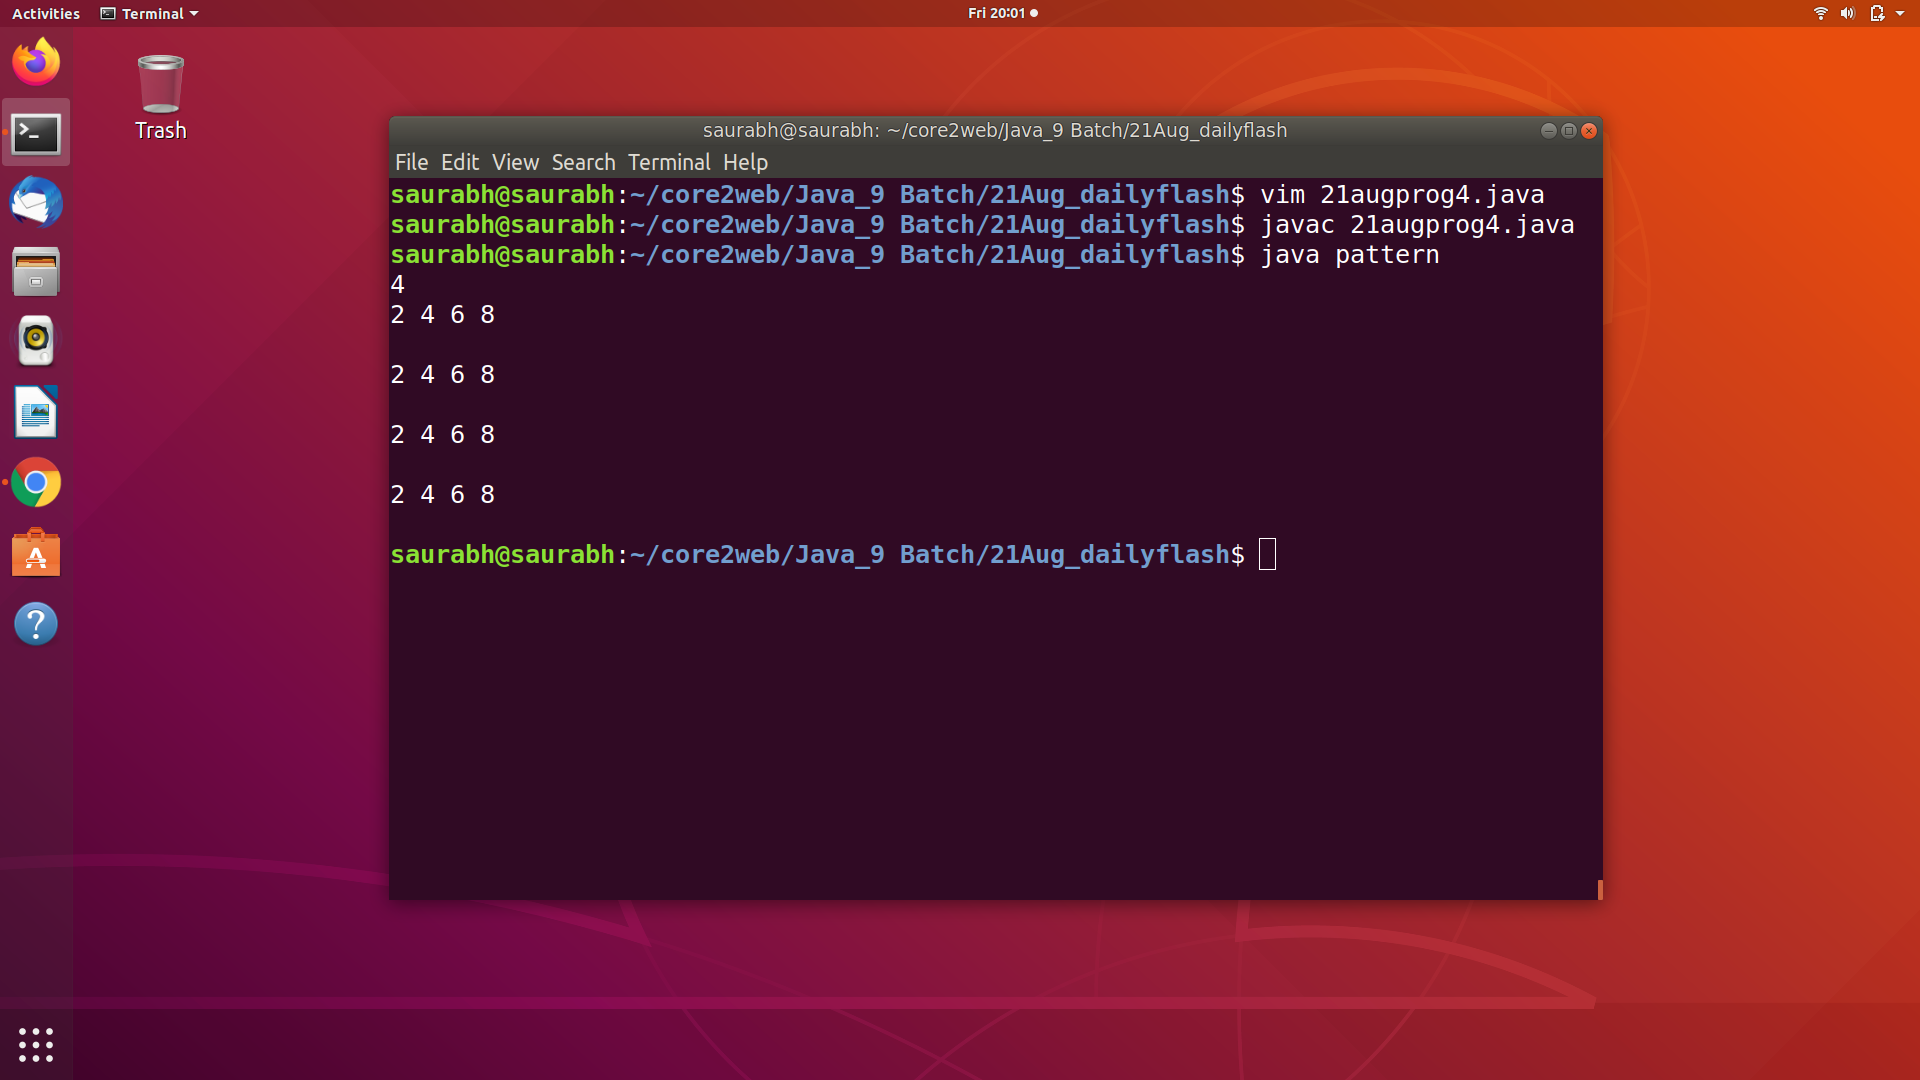 Activities Terminal Fri 20:01
Trash
saurabh@saurabh: ~/core2web/Java_9 Batch/21Aug_dailyflash
File Edit View Search Terminal Help
saurabh@saurabh:~/core2web/Java_9 Batch/21Aug_dailyflash$ vim 21augprog4.java
saurabh@saurabh:~/core2web/Java_9 Batch/21Aug_dailyflash$ javac 21augprog4.java
saurabh@saurabh:~/core2web/Java_9 Batch/21Aug_dailyflash$ java pattern
4
2 4 6 8
2 4 6 8
2 4 6 8
2 4 6 8
saurabh@saurabh:~/core2web/Java_9 Batch/21Aug_dailyflash$